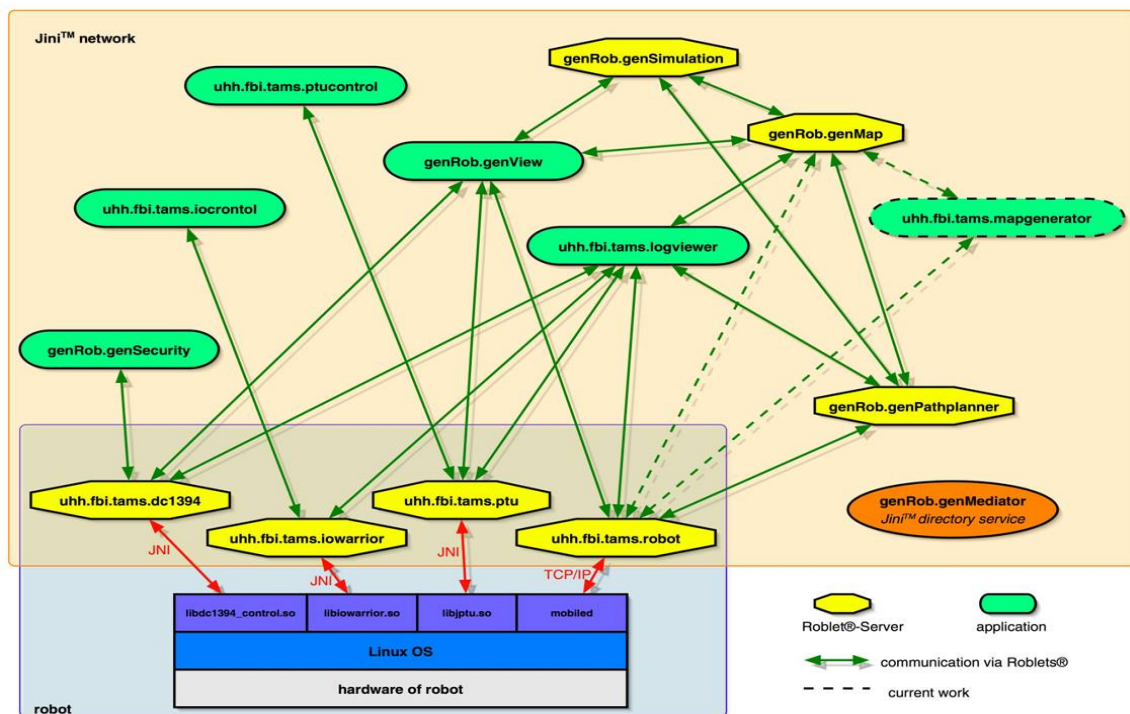 Jini™ network
genRob.genSimulation
uhh.fbi.tams.ptucontrol
genRob.genMap
genRob.genView
uhh.fbi.tams.iocrontol
uhh.fbi.tams.mapgenerator
uhh.fbi.tams.logviewer
genRob.genSecurity
genRob.genPathplanner
uhh.fbi.tams.dc1394
uhh.fbi.tams.ptu
genRob.genMediator
Jini™ directory service
uhh.fbi.tams.iowarrior
uhh.fbi.tams.robot
JNI
JNI
JNI
TCP/IP
libdc1394_control.so
libiowarrior.so
libjptu.so
mobiled
Linux OS
hardware of robot
robot
Roblet®-Server
application
communication via Roblets®
current work